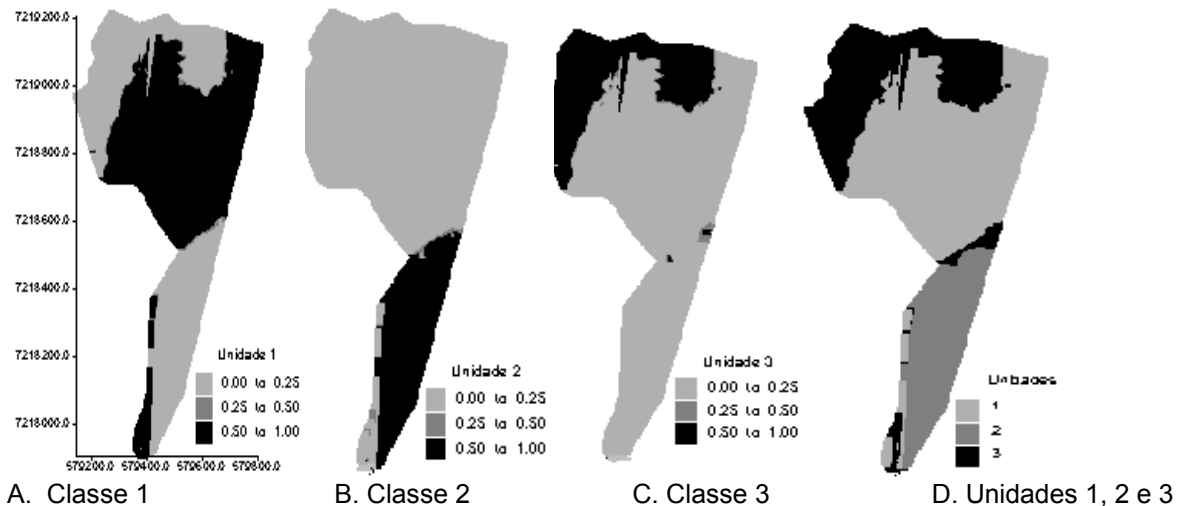 7219200.0
7219000.0
7218800.0
7218600.0
7218400.0
7218200.0
7218000.0
579200.0 579400.0 579600.0 579800.0
Unidade 1
0.00 to 0.25
0.25 to 0.50
0.50 to 1.00
Unidade 2
0.00 to 0.25
0.25 to 0.50
0.50 to 1.00
Unidade 3
0.00 to 0.25
0.25 to 0.50
0.50 to 1.00
Unidades
1
2
3
A. Classe 1 B. Classe 2 C. Classe 3 D. Unidades 1, 2 e 3